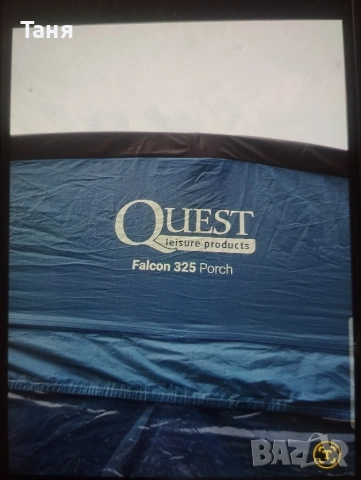 Таня
QUEST
leisure products
Falcon 325 Porch
BAZAR